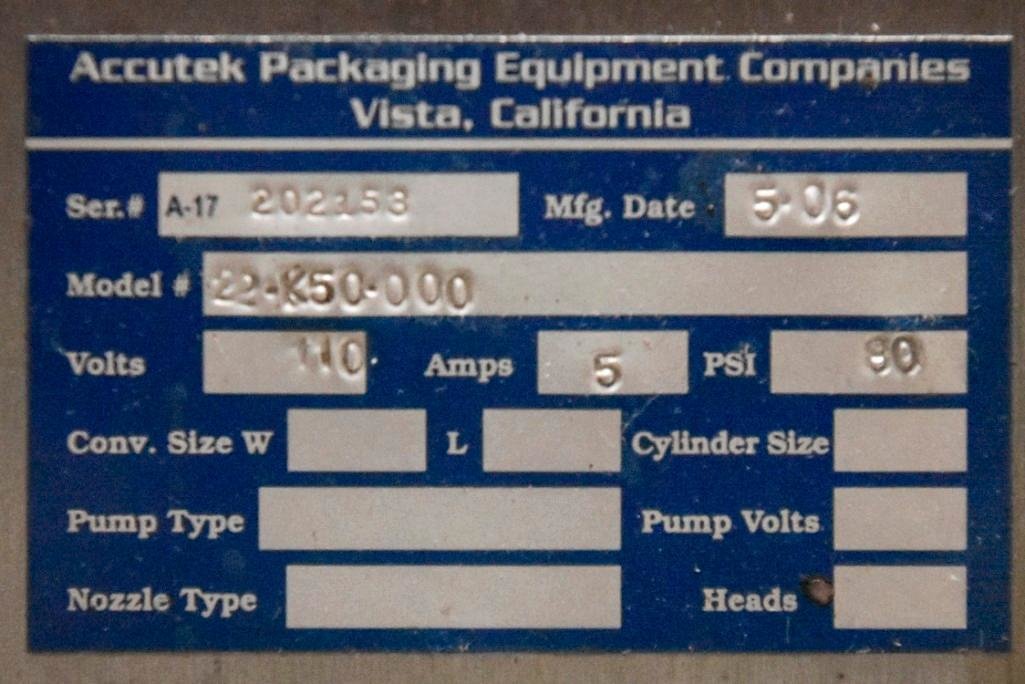 Accutek Packaging Equipment Companies
Vista, California
Ser.# A-17 202153 Mfg. Date 5-06
Model # 22-K50-000
Volts 110 Amps 5 PSI 80
Conv. Size W L Cylinder Size
Pump Type Pump Volts
Nozzle Type Heads